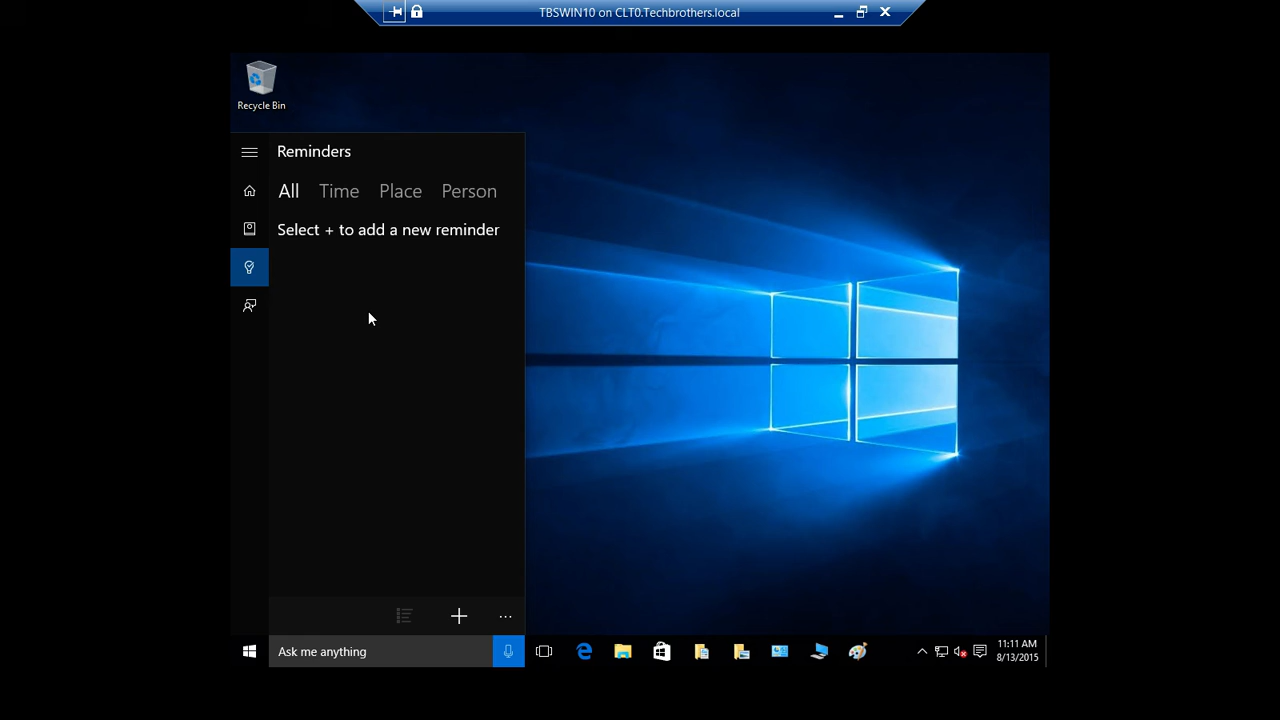 TBSWIN10 on CLT0.Techbrothers.local
Recycle Bin
Reminders
All Time Place Person
Select + to add a new reminder
Ask me anything
11:11 AM
8/13/2015